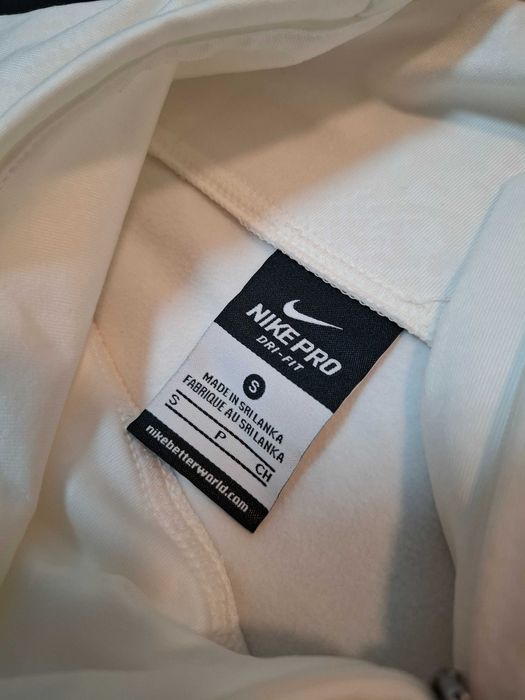 NIKE PRO
DRI-FIT
S
MADE IN SRI LANKA
FABRIQUE AU SRI LANKA
S P CH
nikebetterworld.com